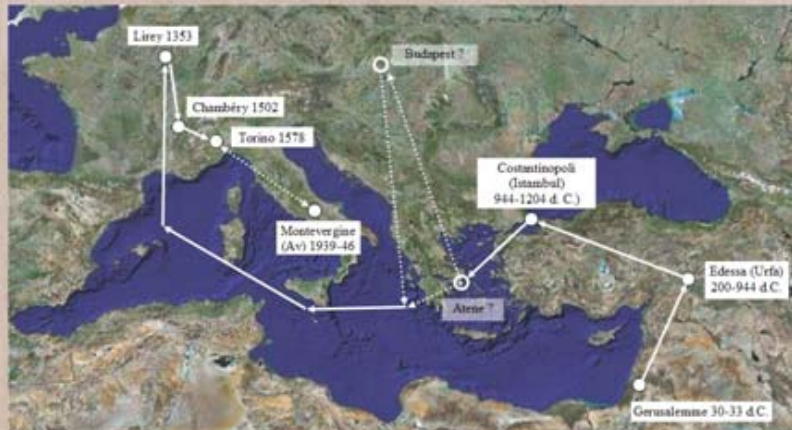 Lirey 1353
Budapest ?
Chambéry 1502
Torino 1578
Costantinopoli
(Istambul)
944-1204 d. C.)
Montevergine
(Av) 1939-46
Edessa (Urfa)
200-944 d.C.
Atene ?
Gerusalemme 30-33 d.C.